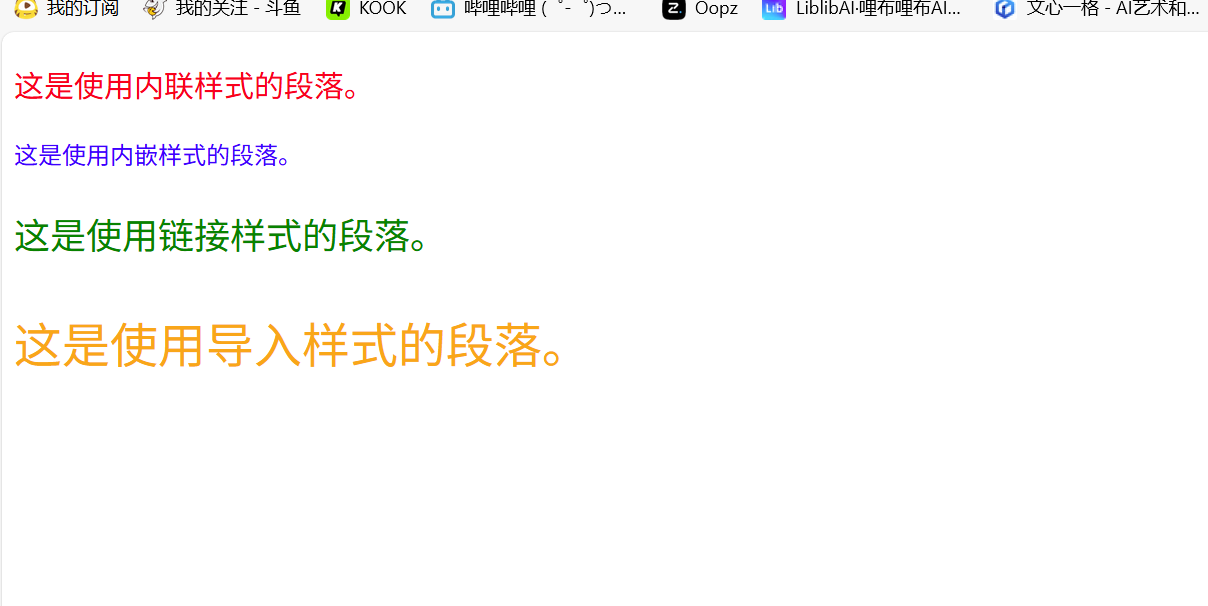 我的订阅 我的关注 - 斗鱼 KOOK 哔哩哔哩 (゜-゜)つ... Z. Oopz Lib LiblibAI·哩布哩布AI... 文心一格 - AI艺术和...
这是使用内联样式的段落。
这是使用内嵌样式的段落。
这是使用链接样式的段落。
这是使用导入样式的段落。